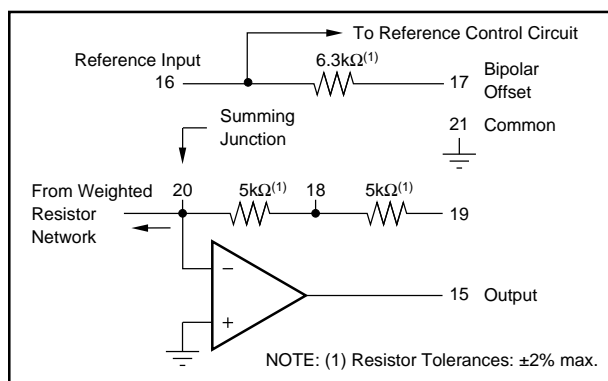 To Reference Control Circuit
Reference Input
16
6.3kΩ(1)
17
Bipolar
Offset
Summing
Junction
21
Common
From Weighted
Resistor
Network
20
5kΩ(1)
18
5kΩ(1)
19
–
+
15
Output
NOTE: (1) Resistor Tolerances: ±2% max.